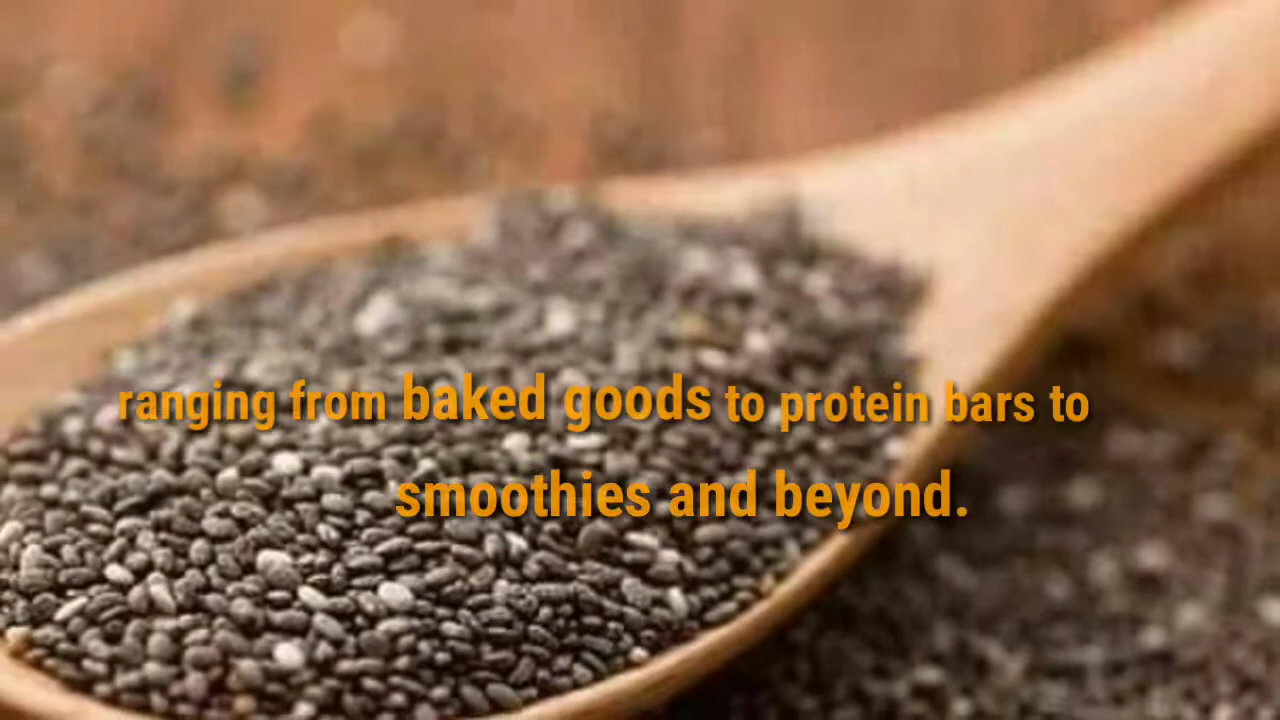 ranging from baked goods to protein bars to
smoothies and beyond.